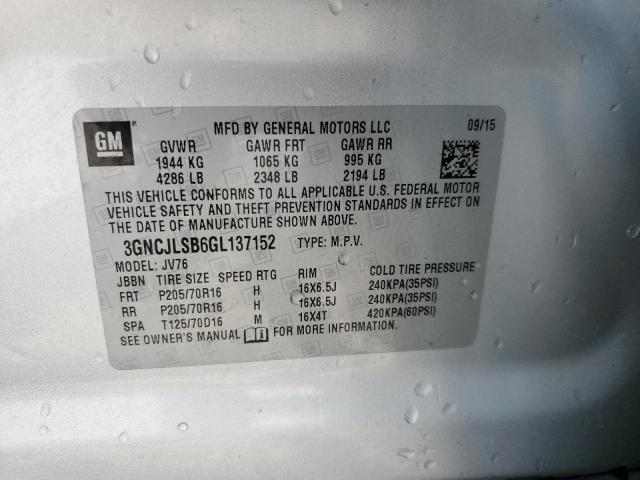 GM
MFD BY GENERAL MOTORS LLC 09/15
GVWR GAWR FRT GAWR RR
1944 KG 1065 KG 995 KG
4286 LB 2348 LB 2194 LB
THIS VEHICLE CONFORMS TO ALL APPLICABLE U.S. FEDERAL MOTOR
VEHICLE SAFETY AND THEFT PREVENTION STANDARDS IN EFFECT ON
THE DATE OF MANUFACTURE SHOWN ABOVE.
3GNCJLSB6GL137152 TYPE: M.P.V.
MODEL: JV76
JBBN TIRE SIZE SPEED RTG RIM COLD TIRE PRESSURE
FRT P205/70R16 H 16X6.5J 240KPA(35PSI)
RR P205/70R16 H 16X6.5J 240KPA(35PSI)
SPA T125/70D16 M 16X4T 420KPA(60PSI)
SEE OWNER'S MANUAL FOR MORE INFORMATION.